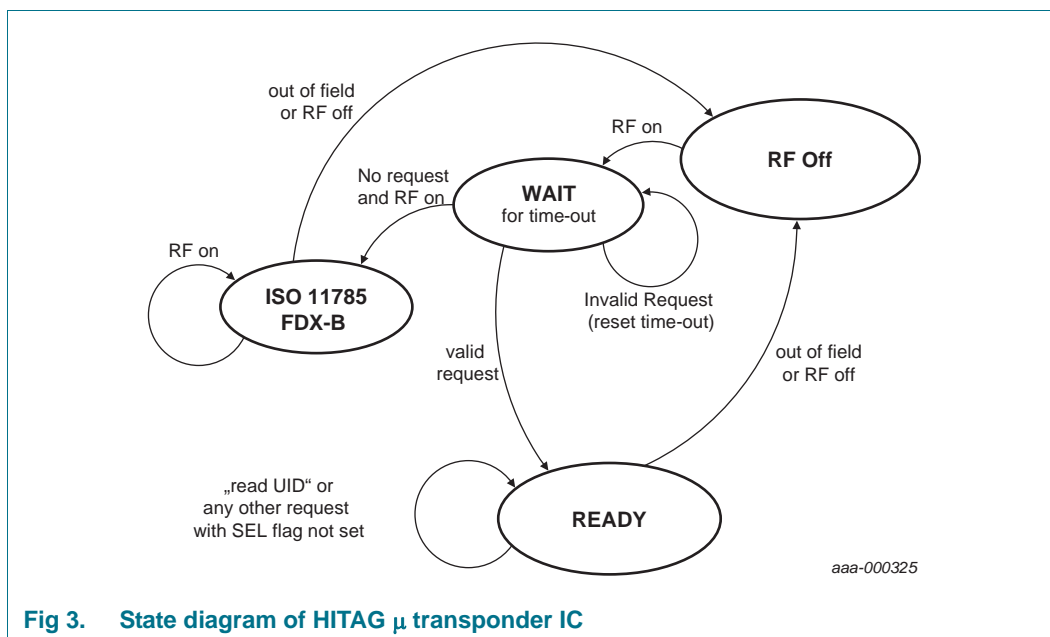 out of field
or RF off
RF on
RF Off
No request
and RF on
WAIT
for time-out
RF on
ISO 11785
FDX-B
Invalid Request
(reset time-out)
valid
request
out of field
or RF off
„read UID“ or
any other request
with SEL flag not set
READY
aaa-000325
Fig 3. State diagram of HITAG μ transponder IC